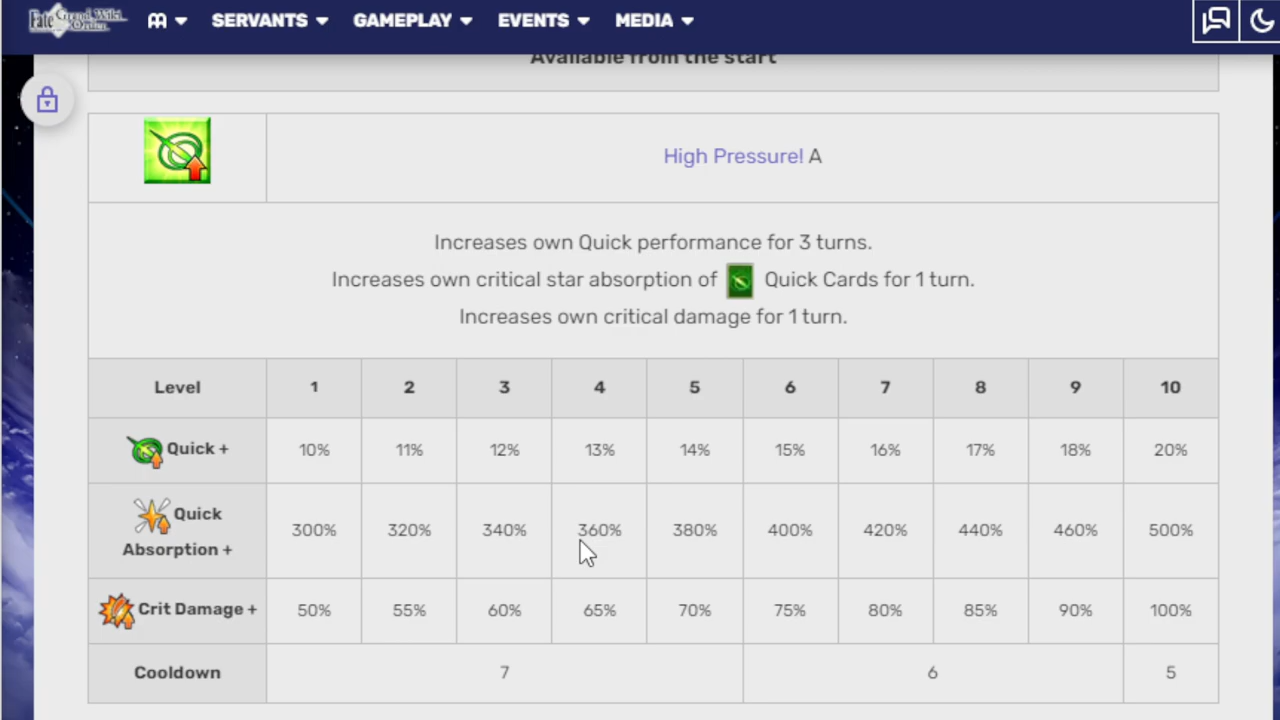 Fate Grand Order Wiki
SERVANTS GAMEPLAY EVENTS MEDIA
Available from the start
High Pressure! A
Increases own Quick performance for 3 turns.
Increases own critical star absorption of Quick Cards for 1 turn.
Increases own critical damage for 1 turn.
Level 1 2 3 4 5 6 7 8 9 10
Quick + 10% 11% 12% 13% 14% 15% 16% 17% 18% 20%
Quick
Absorption + 300% 320% 340% 360% 380% 400% 420% 440% 460% 500%
Crit Damage + 50% 55% 60% 65% 70% 75% 80% 85% 90% 100%
Cooldown 7 6 5